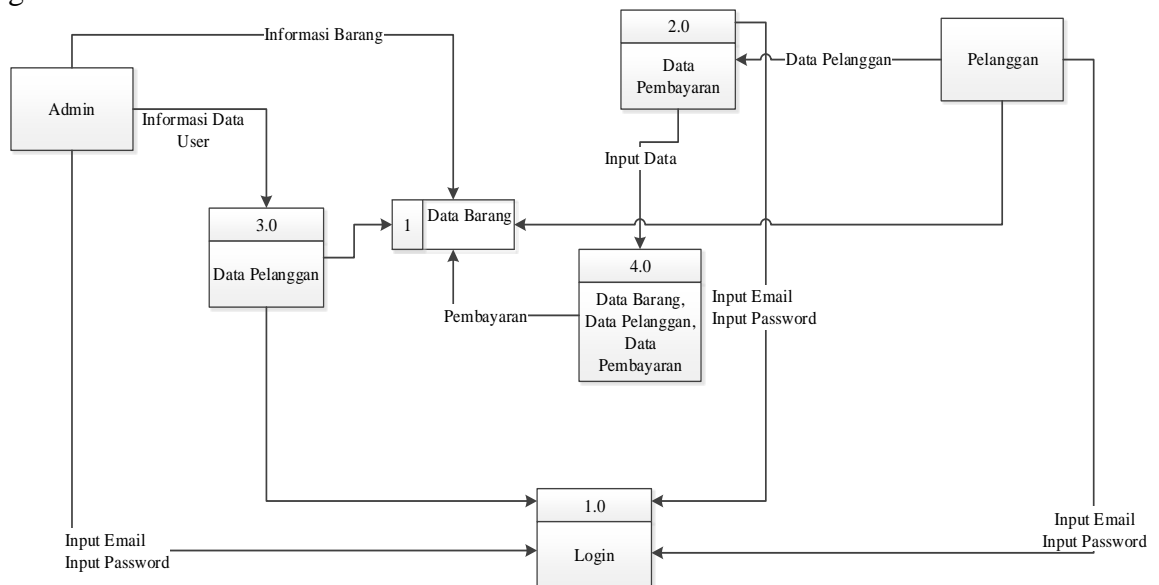 g
Informasi Barang
Admin
Informasi Data
User
2.0
Data
Pembayaran
Data Pelanggan
Pelanggan
Input Data
3.0
Data Pelanggan
1
Data Barang
4.0
Data Barang,
Data Pelanggan,
Data
Pembayaran
Pembayaran
Input Email
Input Password
1.0
Login
Input Email
Input Password
Input Email
Input Password